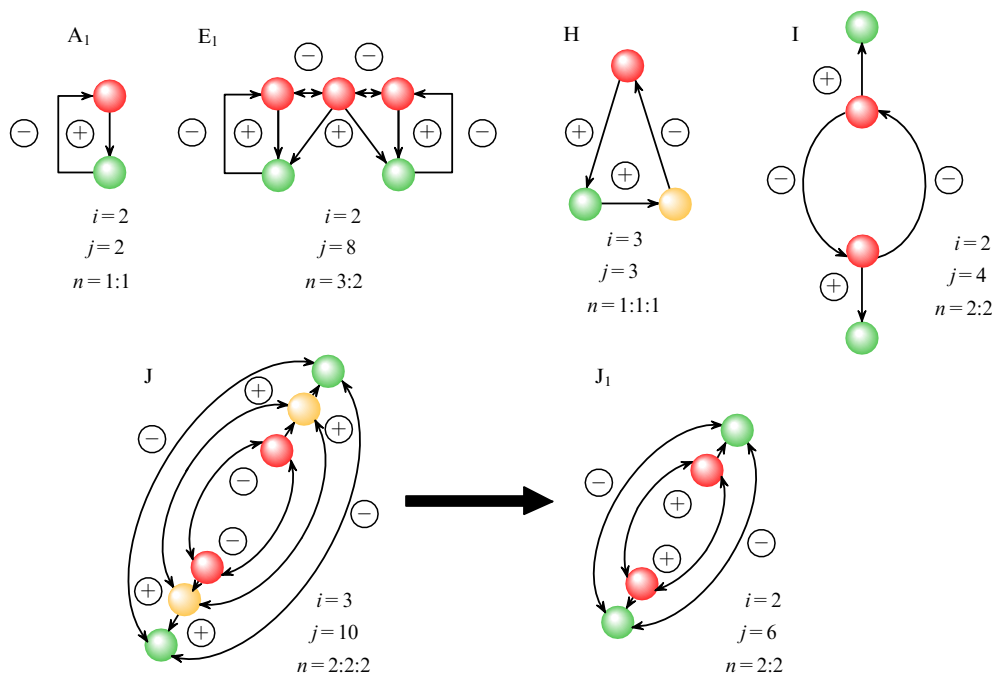 A₁
E₁
H
I
− + − + − − + + −
+ − +
+ − − +
i = 2
j = 2
n = 1:1
i = 2
j = 8
n = 3:2
i = 3
j = 3
n = 1:1:1
i = 2
j = 4
n = 2:2
J
J₁
− + + − − − + +
− + + −
i = 3
j = 10
n = 2:2:2
i = 2
j = 6
n = 2:2